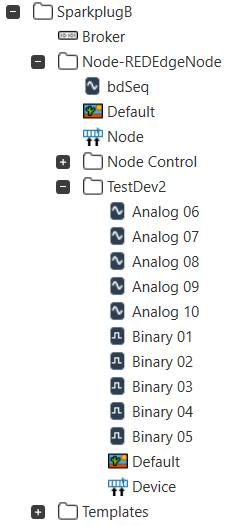 SparkplugB
Broker
Node-REDEdgeNode
bdSeq
Default
Node
Node Control
TestDev2
Analog 06
Analog 07
Analog 08
Analog 09
Analog 10
Binary 01
Binary 02
Binary 03
Binary 04
Binary 05
Default
Device
Templates